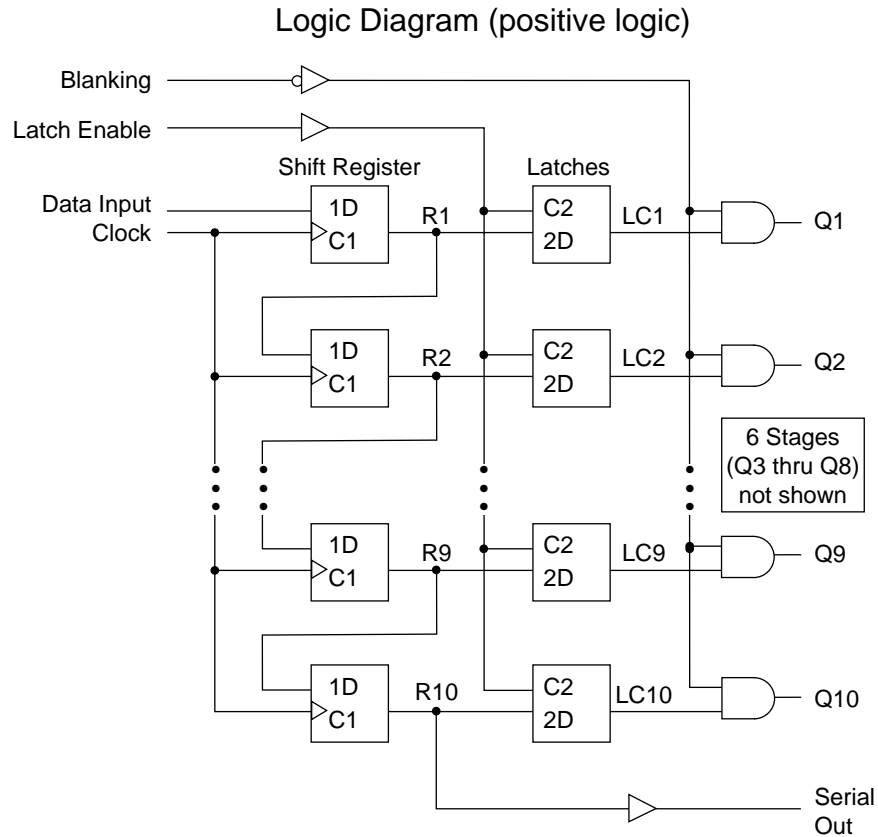 Logic Diagram (positive logic)
Blanking
Latch Enable
Shift Register
Latches
Data Input
Clock
1D
C1
R1
C2
2D
LC1
Q1
1D
C1
R2
C2
2D
LC2
Q2
6 Stages
(Q3 thru Q8)
not shown
1D
C1
R9
C2
2D
LC9
Q9
1D
C1
R10
C2
2D
LC10
Q10
Serial
Out